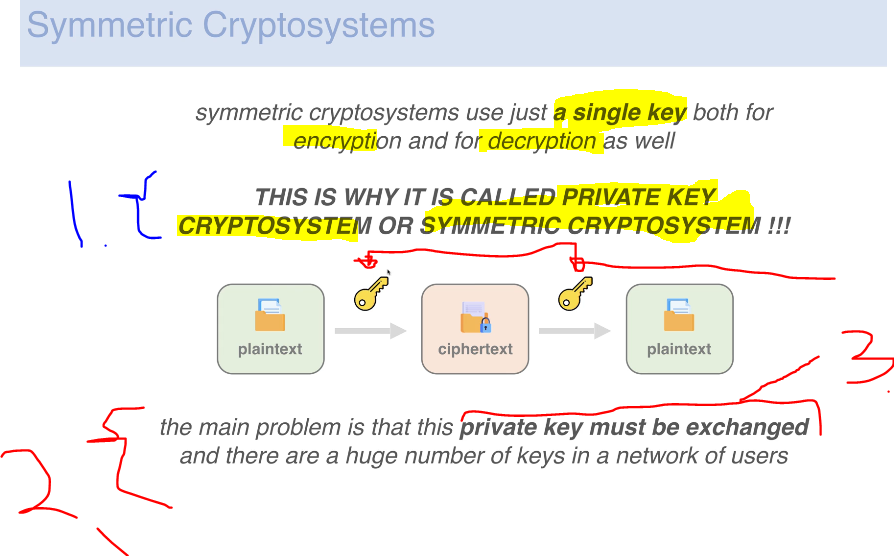 Symmetric Cryptosystems
symmetric cryptosystems use just a single key both for
encryption and for decryption as well
1. THIS IS WHY IT IS CALLED PRIVATE KEY
CRYPTOSYSTEM OR SYMMETRIC CRYPTOSYSTEM !!!
plaintext ciphertext plaintext
3.
2. the main problem is that this private key must be exchanged
and there are a huge number of keys in a network of users